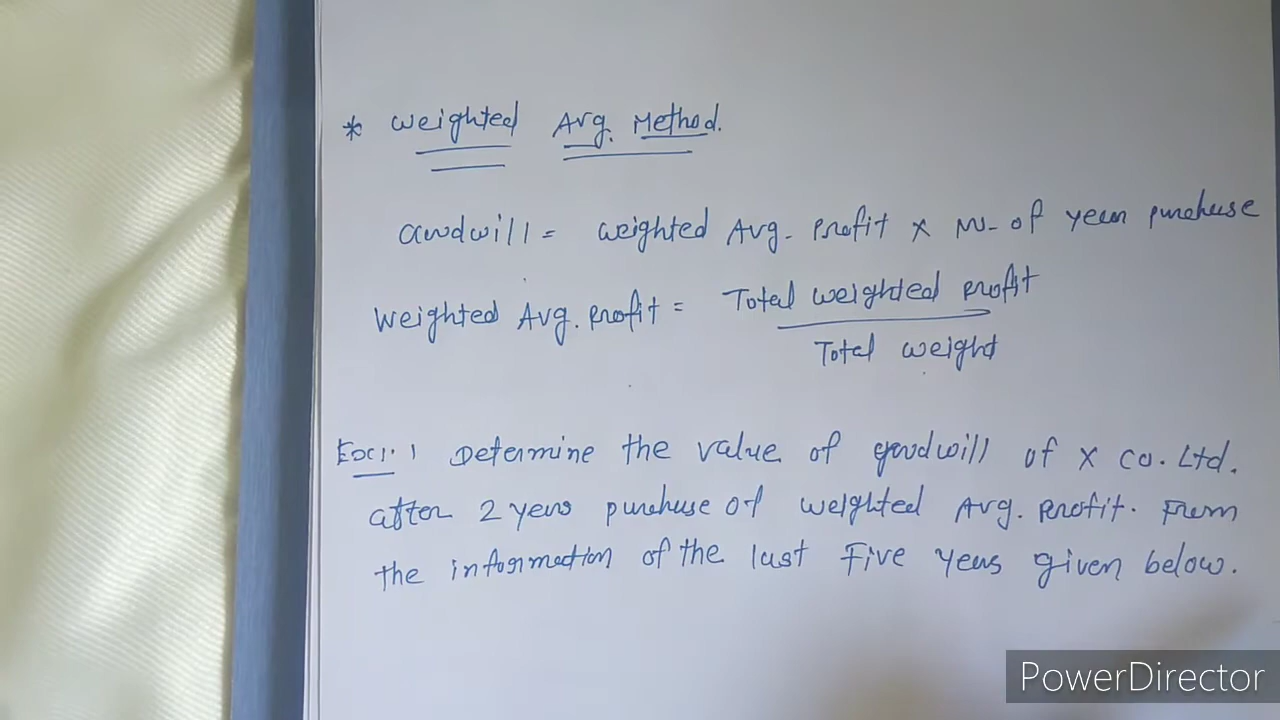 * Weighted Avg. Method.
Goodwill = Weighted Avg. Profit × No. of year purchase
Weighted Avg. Profit = Total weighted profit
Total weight
Ex:1 Determine the value of goodwill of X Co. Ltd.
after 2 years purchase of weighted Avg. Profit. From
the information of the last Five years given below.
PowerDirector